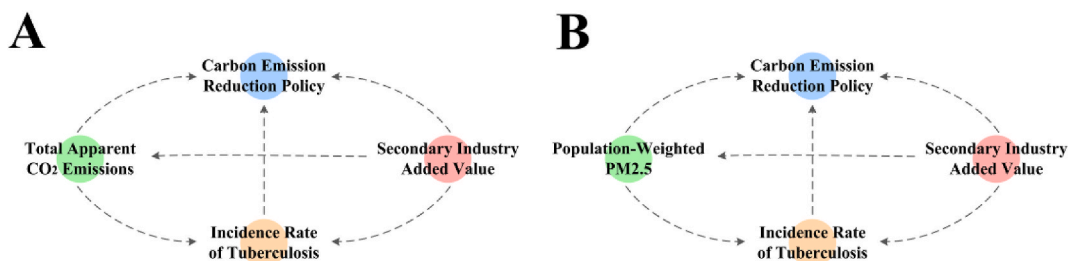 A
Carbon Emission
Reduction Policy
Total Apparent
CO2 Emissions
Secondary Industry
Added Value
Incidence Rate
of Tuberculosis
B
Carbon Emission
Reduction Policy
Population-Weighted
PM2.5
Secondary Industry
Added Value
Incidence Rate
of Tuberculosis